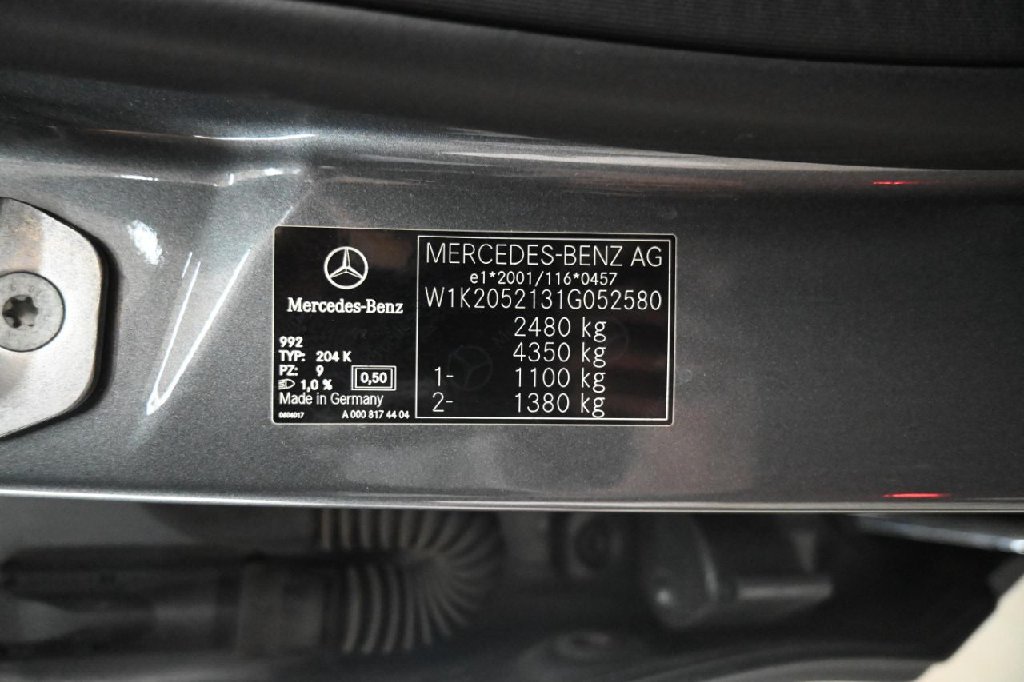 Mercedes-Benz
992
TYP: 204 K
PZ: 9
1,0 %
0,50
Made in Germany
A 000 817 44 04
MERCEDES-BENZ AG
e1*2001/116*0457
W1K2052131G052580
2480 kg
4350 kg
1- 1100 kg
2- 1380 kg